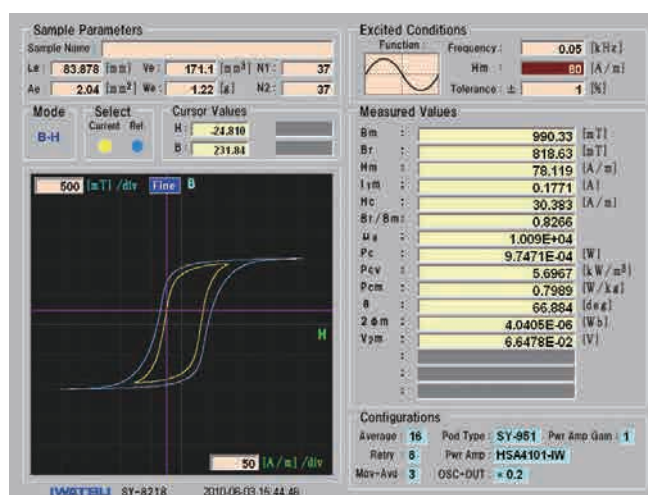 Sample Parameters
Sample Name
Le : 83.878 [mm] Ve : 171.1 [mm³] N1 : 37
Ae : 2.04 [mm²] We : 1.22 [g] N2 : 37
Mode
B-H
Select
Current Ref
Cursor Values
H : -24.810
B : 231.84
500 [mT] /div Fine B
H
50 [A/m] /div
IWATSU SY-8218 2010-06-03 15:44:46
Excited Conditions
Function : Frequency : 0.05 [kHz]
Hm : 80 [A/m]
Tolerance : ± 1 [%]
Measured Values
Bm : 990.33 [mT]
Br : 818.63 [mT]
Hm : 78.119 [A/m]
I1m : 0.1771 [A]
Hc : 30.383 [A/m]
Br/Bm: 0.8266
μa : 1.009E+04
Pc : 9.7471E-04 [W]
Pcv : 5.6967 [kW/m³]
Pcm : 0.7989 [W/kg]
θ : 66.884 [deg]
2Φm : 4.0405E-06 [Wb]
V2m : 6.6478E-02 [V]
:
:
:
Configurations
Average : 16 Pod Type : SY-951 Pwr Amp Gain : 1
Retry : 8 Pwr Amp : HSA4101-IW
Mov-Avg : 3 OSC-OUT : × 0.2